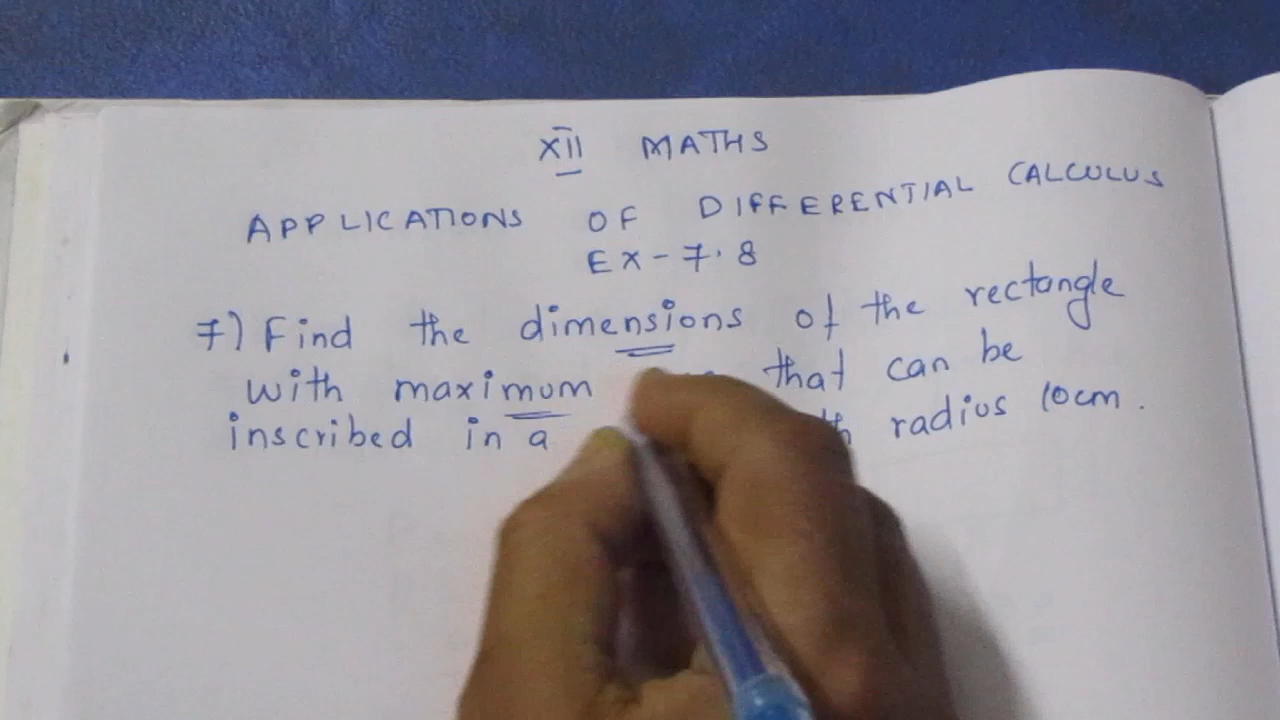 XII MATHS
APPLICATIONS OF DIFFERENTIAL CALCULUS
EX-7.8
7) Find the dimensions of the rectangle
with maximum that can be
inscribed in a radius 10cm.